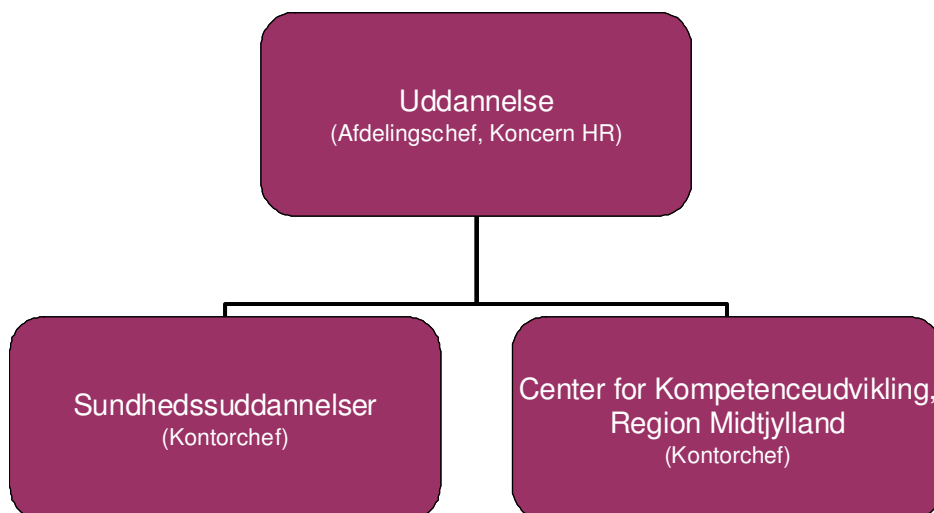 Uddannelse
(Afdelingschef, Koncern HR)
Sundhedssuddannelser
(Kontorchef)
Center for Kompetenceudvikling,
Region Midtjylland
(Kontorchef)